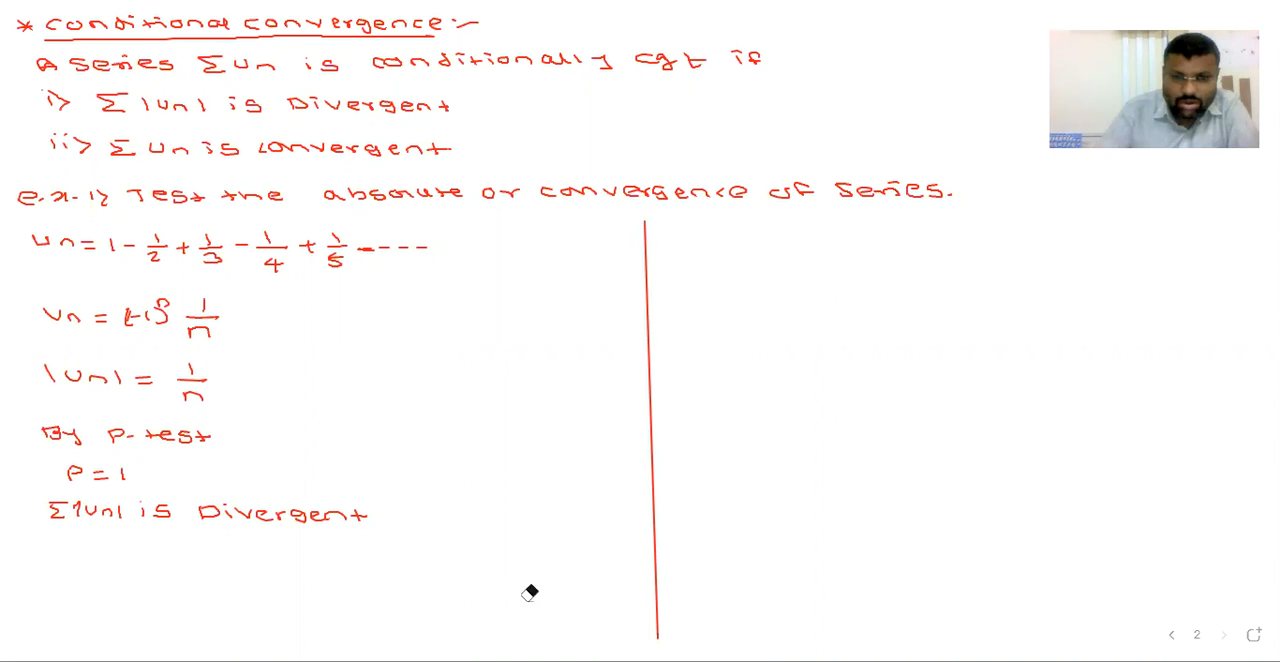 * conditional convergence :-
A series Σ un is conditionally cgt if
i> Σ |un| is Divergent
ii> Σ un is convergent
e.x.1> Test the absolute or convergence of series.
un = 1 - 1/2 + 1/3 - 1/4 + 1/5 - - - -
un = (-1)^n 1/n
|un| = 1/n
By P-test
P = 1
Σ|un| is Divergent
2